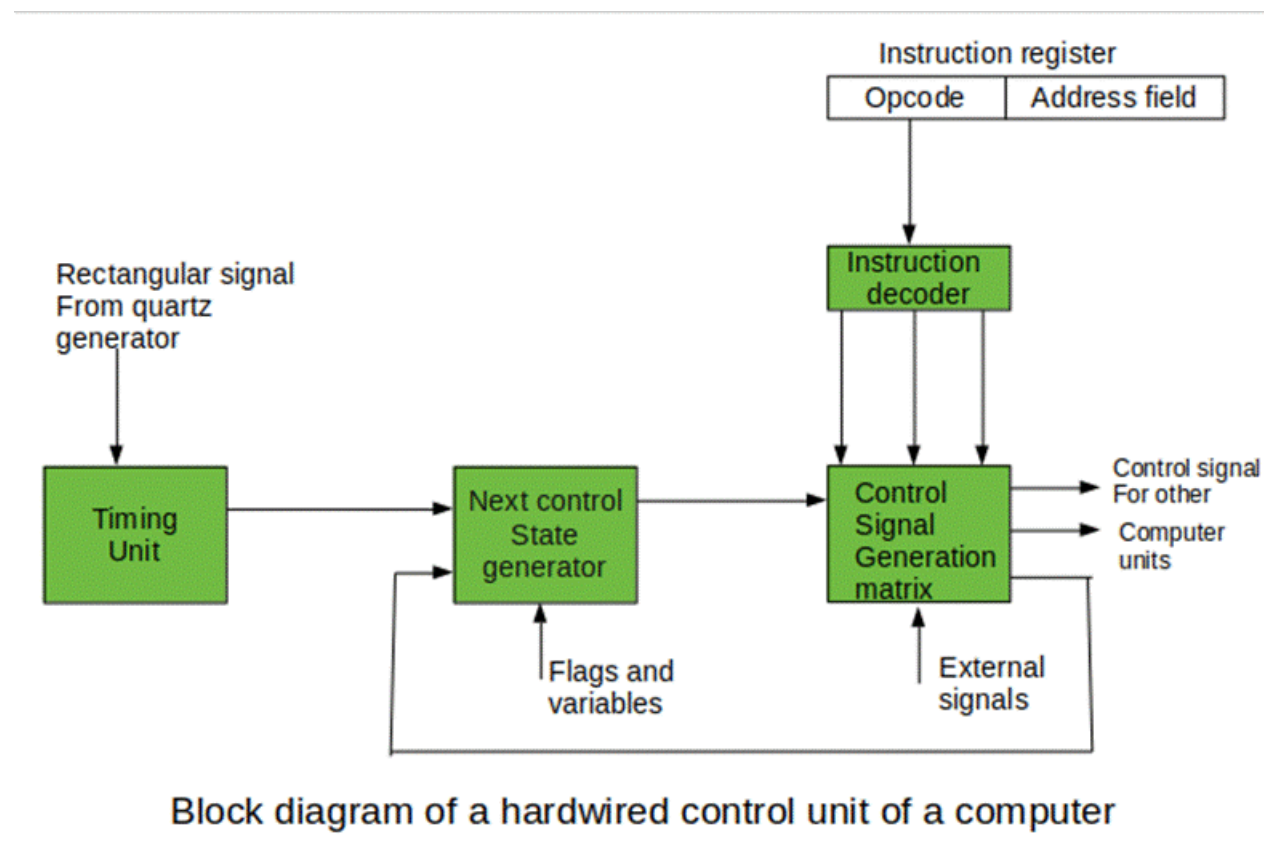 Instruction register
Opcode
Address field
Instruction
decoder
Rectangular signal
From quartz
generator
Timing
Unit
Next control
State
generator
Control
Signal
Generation
matrix
Control signal
For other
Computer
units
Flags and
variables
External
signals
Block diagram of a hardwired control unit of a computer